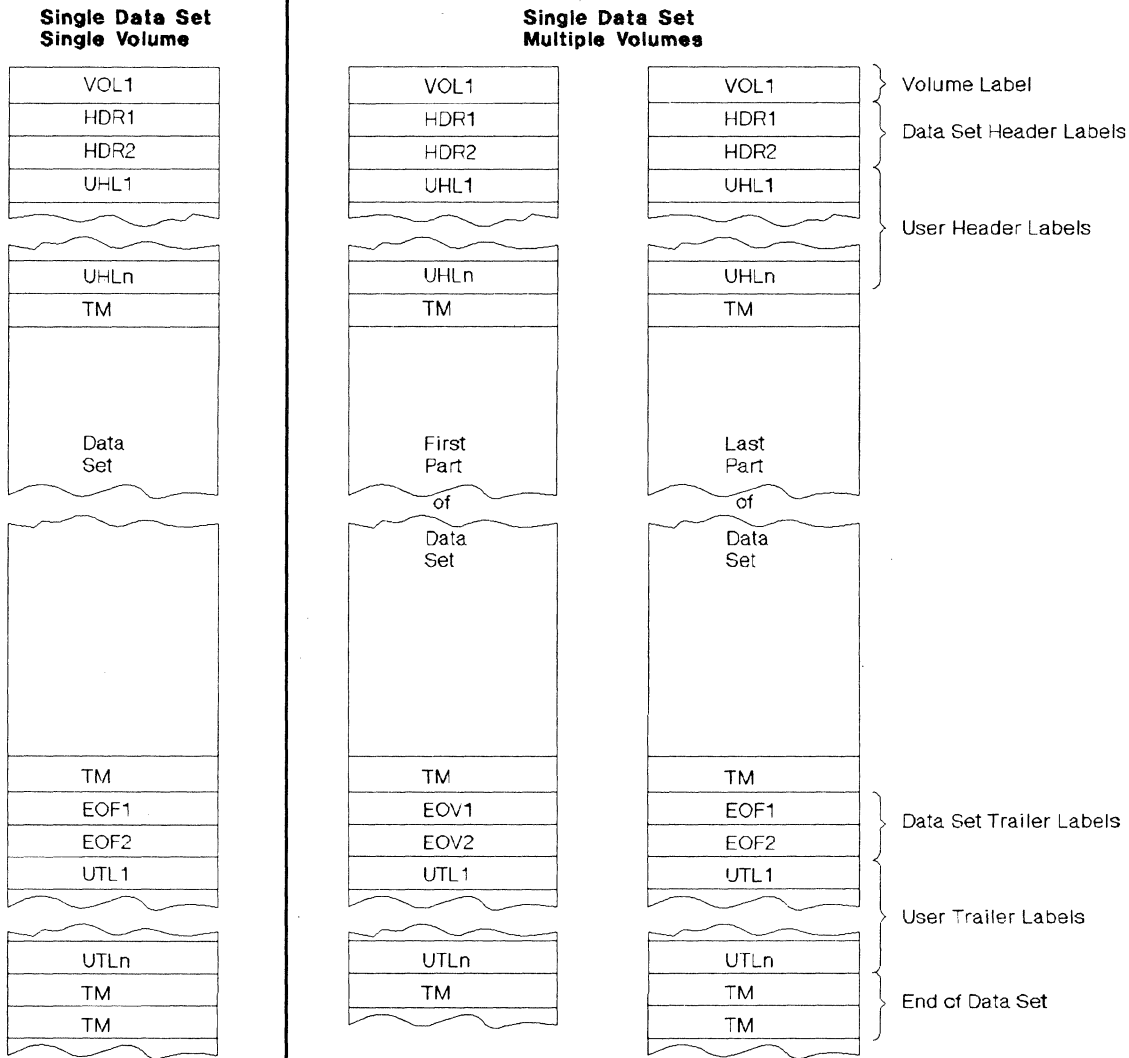 Single Data Set
Single Volume
VOL1
HDR1
HDR2
UHL1
UHLn
TM
Data
Set
TM
EOF1
EOF2
UTL1
UTLn
TM
TM
Single Data Set
Multiple Volumes
VOL1
HDR1
HDR2
UHL1
UHLn
TM
First
Part
of
Data
Set
TM
EOV1
EOV2
UTL1
UTLn
TM
VOL1
HDR1
HDR2
UHL1
UHLn
TM
Last
Part
of
Data
Set
TM
EOF1
EOF2
UTL1
UTLn
TM
TM
Volume Label
Data Set Header Labels
User Header Labels
Data Set Trailer Labels
User Trailer Labels
End of Data Set